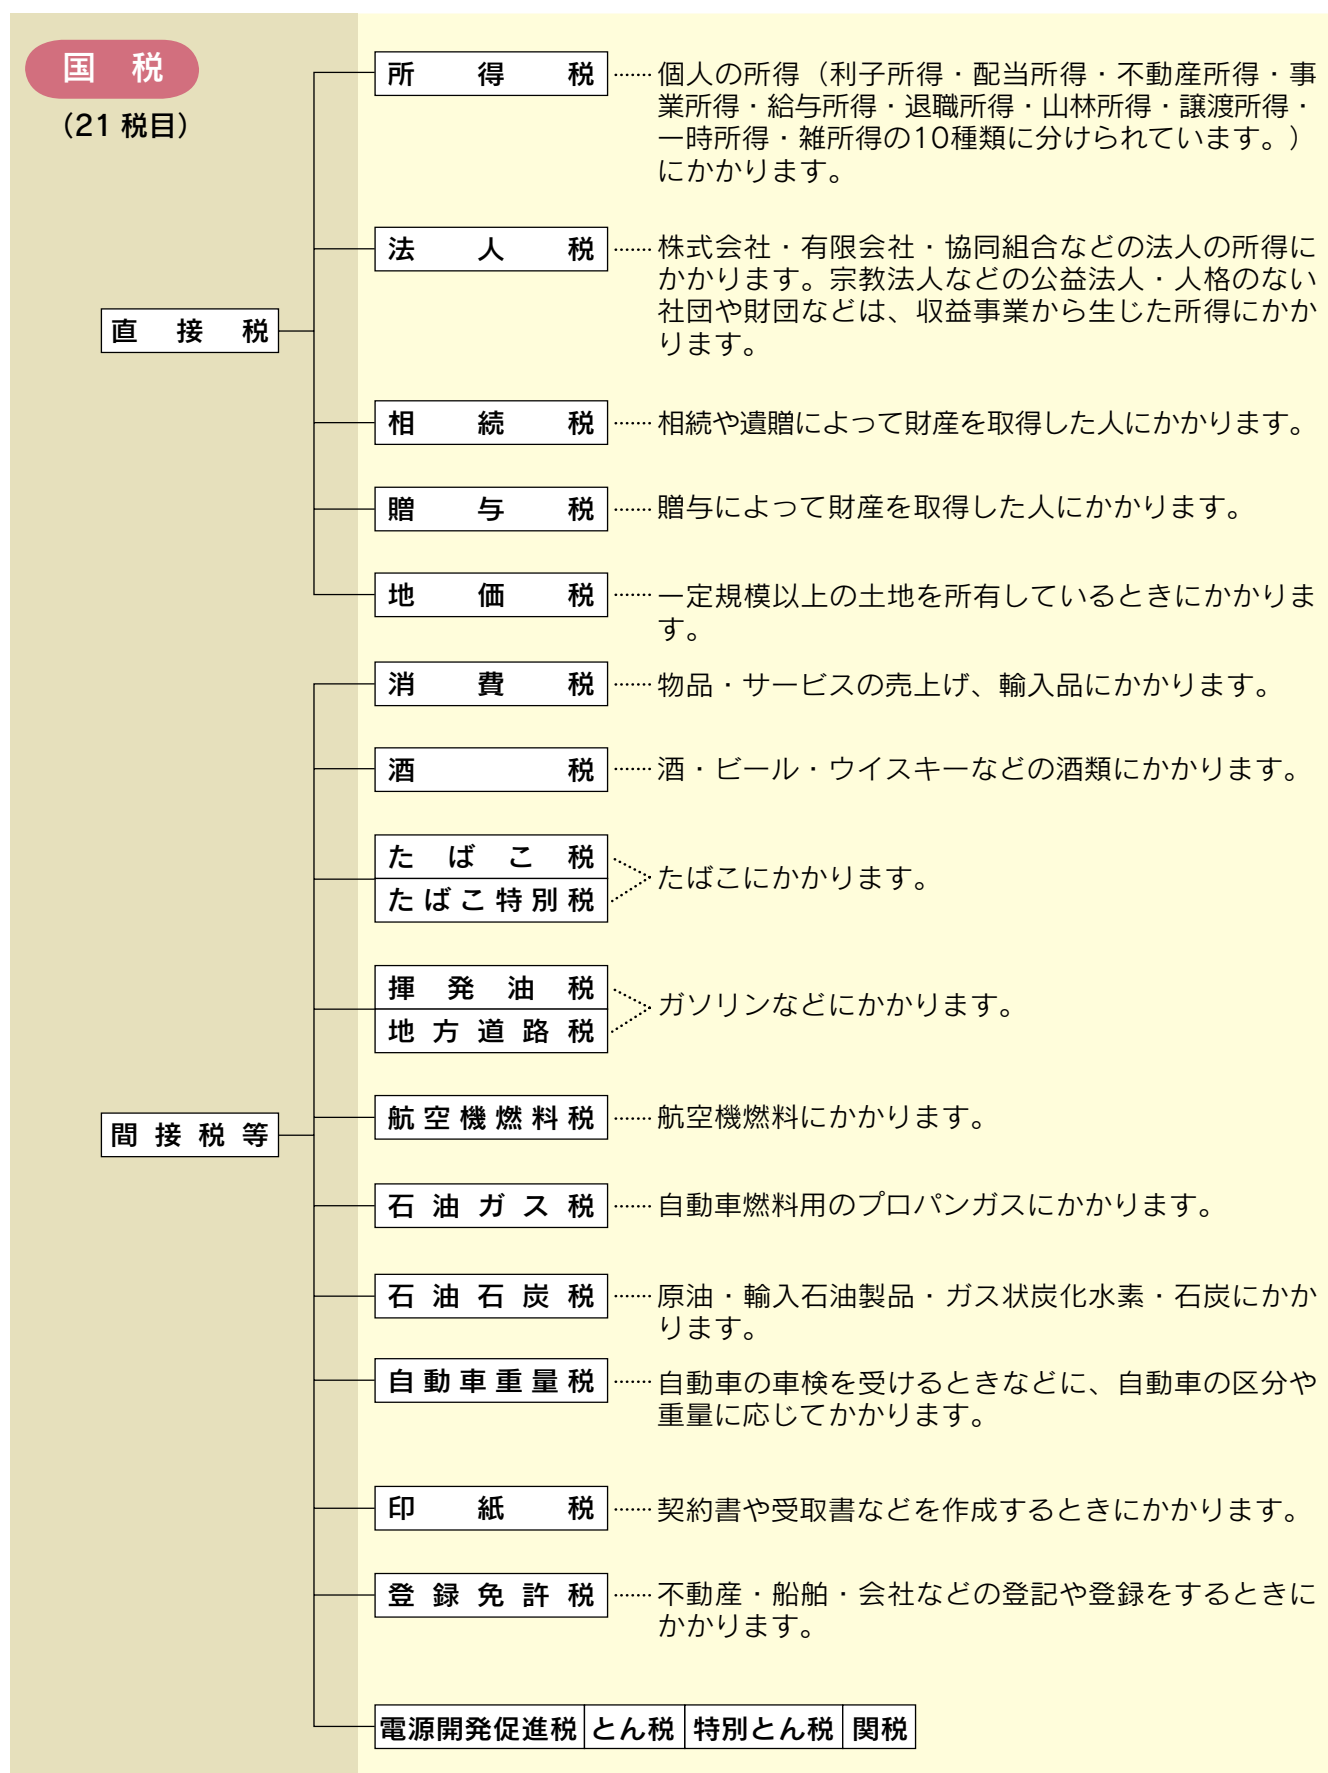 国税
(21 税目)
直接税
所得税
個人の所得（利子所得・配当所得・不動産所得・事
業所得・給与所得・退職所得・山林所得・譲渡所得・
一時所得・雑所得の10種類に分けられています。）
にかかります。
法人税
株式会社・有限会社・協同組合などの法人の所得に
かかります。宗教法人などの公益法人・人格のない
社団や財団などは、収益事業から生じた所得にかか
ります。
相続税
相続や遺贈によって財産を取得した人にかかります。
贈与税
贈与によって財産を取得した人にかかります。
地価税
一定規模以上の土地を所有しているときにかかりま
す。
間接税等
消費税
物品・サービスの売上げ、輸入品にかかります。
酒税
酒・ビール・ウイスキーなどの酒類にかかります。
たばこ税
たばこ特別税
たばこにかかります。
揮発油税
地方道路税
ガソリンなどにかかります。
航空機燃料税
航空機燃料にかかります。
石油ガス税
自動車燃料用のプロパンガスにかかります。
石油石炭税
原油・輸入石油製品・ガス状炭化水素・石炭にかか
ります。
自動車重量税
自動車の車検を受けるときなどに、自動車の区分や
重量に応じてかかります。
印紙税
契約書や受取書などを作成するときにかかります。
登録免許税
不動産・船舶・会社などの登記や登録をするときに
かかります。
電源開発促進税 とん税 特別とん税 関税